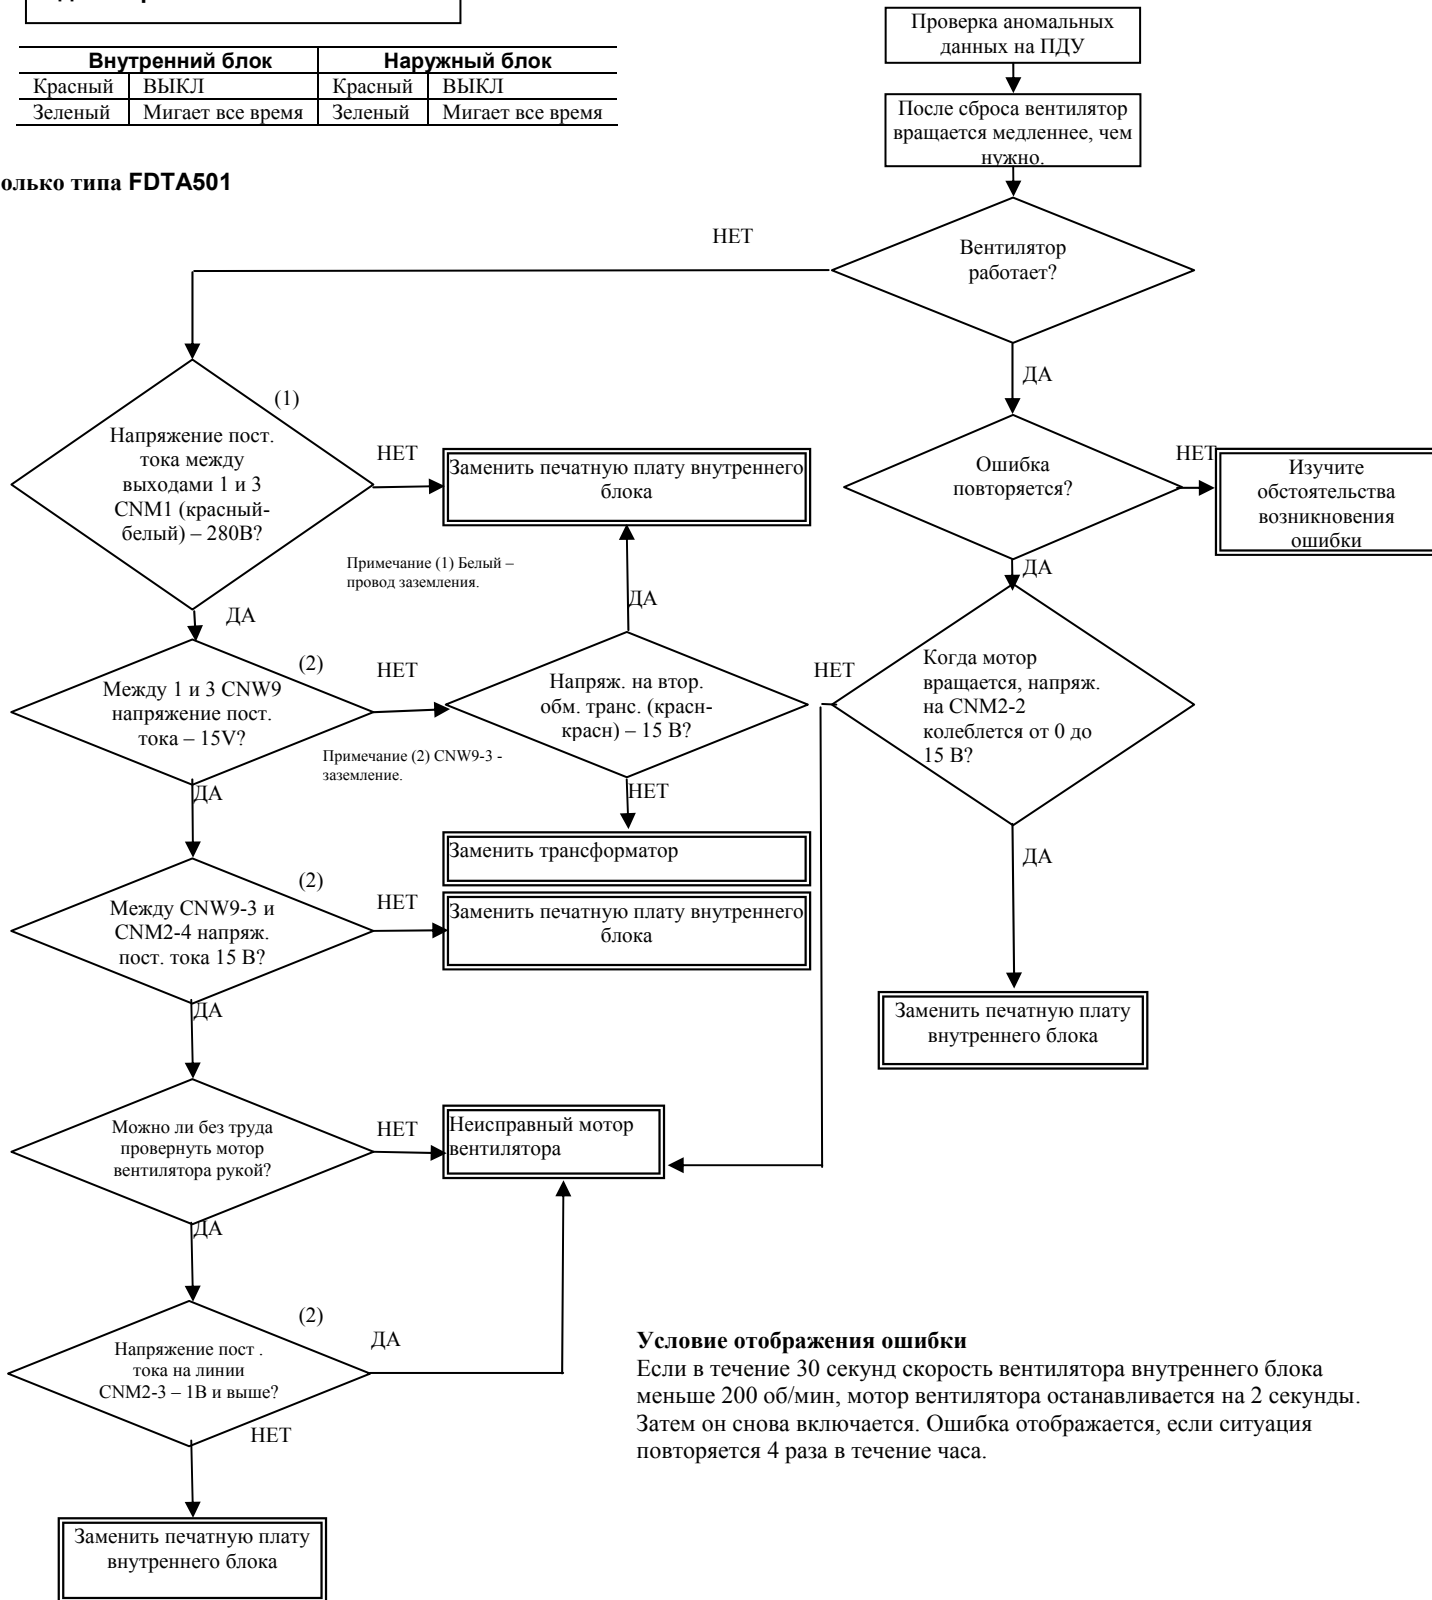 Внутренний блок Наружный блок
Красный ВЫКЛ Красный ВЫКЛ
Зеленый Мигает все время Зеленый Мигает все время
олько типа FDTA501
Проверка аномальных
данных на ПДУ
После сброса вентилятор
вращается медленнее, чем
нужно.
Вентилятор
работает?
НЕТ
ДА
(1)
Напряжение пост.
тока между
выходами 1 и 3
CNM1 (красный-
белый) – 280В?
НЕТ
Заменить печатную плату внутреннего
блока
Ошибка
повторяется?
НЕТ
Изучите
обстоятельства
возникновения
ошибки
Примечание (1) Белый –
провод заземления.
ДА
ДА
ДА
(2)
Между 1 и 3 CNW9
напряжение пост.
тока – 15V?
НЕТ
Напряж. на втор.
обм. транс. (красн-
красн) – 15 В?
НЕТ
Когда мотор
вращается, напряж.
на CNM2-2
колеблется от 0 до
15 В?
Примечание (2) CNW9-3 -
заземление.
ДА
НЕТ
Заменить трансформатор
ДА
(2)
Между CNW9-3 и
CNM2-4 напряж.
пост. тока 15 В?
НЕТ
Заменить печатную плату внутреннего
блока
ДА
Заменить печатную плату
внутреннего блока
Можно ли без труда
провернуть мотор
вентилятора рукой?
НЕТ
Неисправный мотор
вентилятора
ДА
(2)
Напряжение пост .
тока на линии
CNM2-3 – 1В и выше?
ДА
НЕТ
Условие отображения ошибки
Если в течение 30 секунд скорость вентилятора внутреннего блока
меньше 200 об/мин, мотор вентилятора останавливается на 2 секунды.
Затем он снова включается. Ошибка отображается, если ситуация
повторяется 4 раза в течение часа.
Заменить печатную плату
внутреннего блока